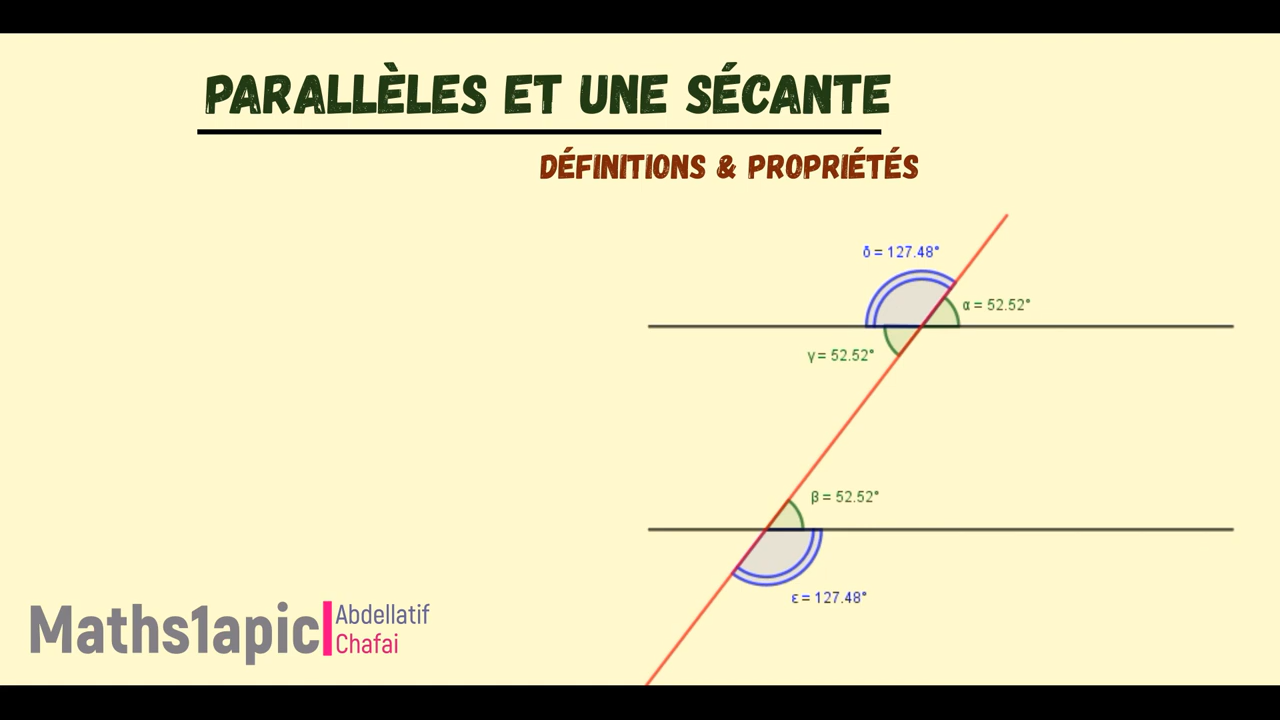 PARALLÈLES ET UNE SÉCANTE
DÉFINITIONS & PROPRIÉTÉS
δ = 127.48°
α = 52.52°
γ = 52.52°
β = 52.52°
ε = 127.48°
Maths1apic
Abdellatif
Chafai